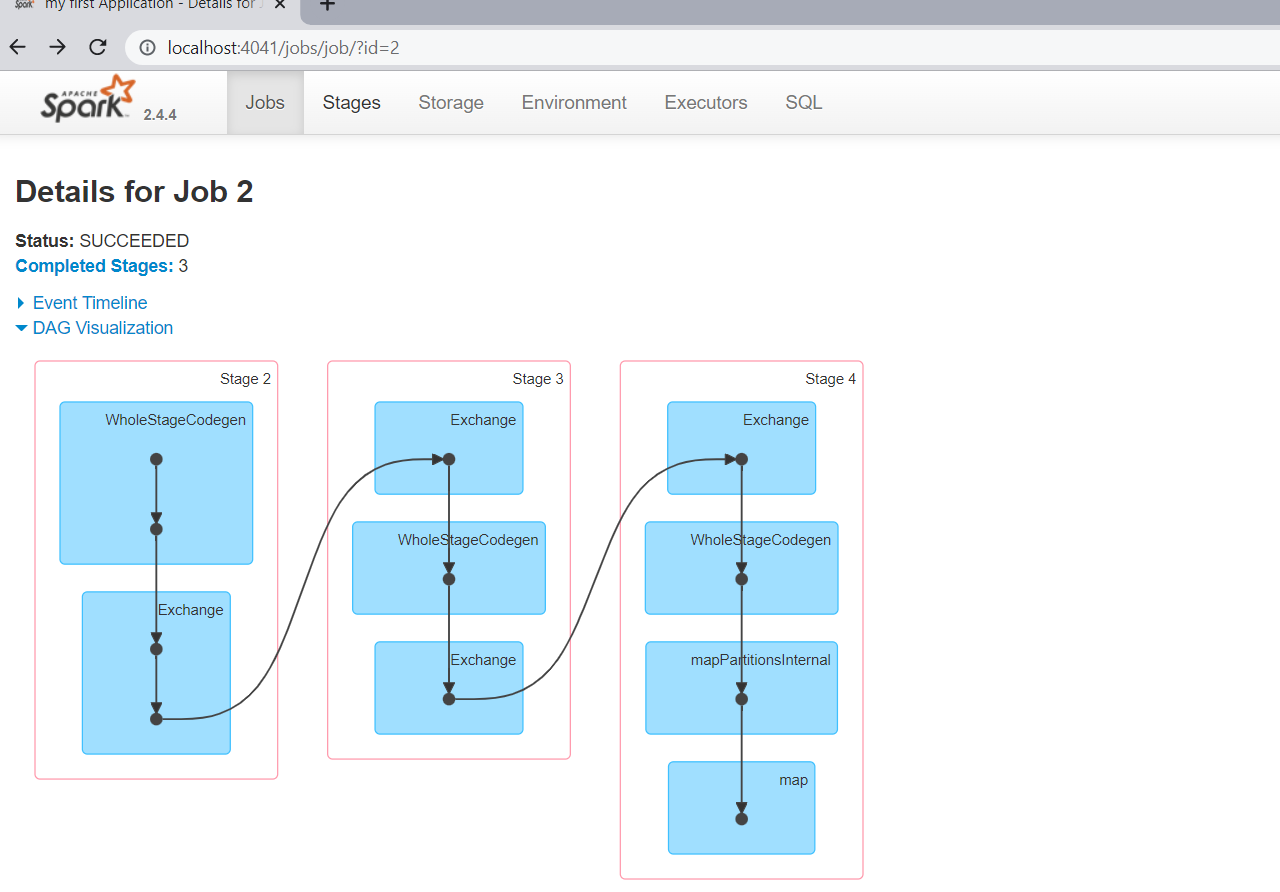 my first Application - Details for J
localhost:4041/jobs/job/?id=2
APACHE
Spark 2.4.4
Jobs Stages Storage Environment Executors SQL
Details for Job 2
Status: SUCCEEDED
Completed Stages: 3
Event Timeline
DAG Visualization
Stage 2
WholeStageCodegen
Exchange
Stage 3
Exchange
WholeStageCodegen
Exchange
Stage 4
Exchange
WholeStageCodegen
mapPartitionsInternal
map